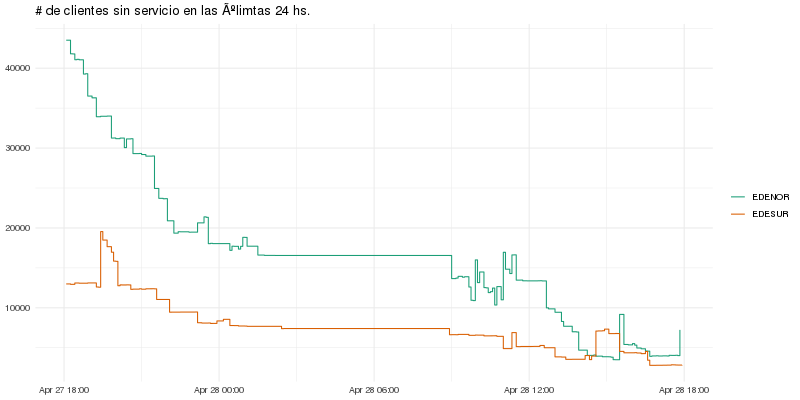 # de clientes sin servicio en las Ãºlimtas 24 hs.
40000
30000
20000
10000
Apr 27 18:00
Apr 28 00:00
Apr 28 06:00
Apr 28 12:00
Apr 28 18:00
EDENOR
EDESUR